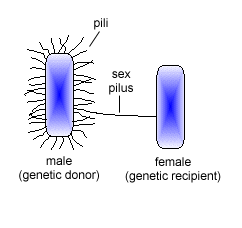 pili
sex
pilus
male
(genetic donor)
female
(genetic recipient)